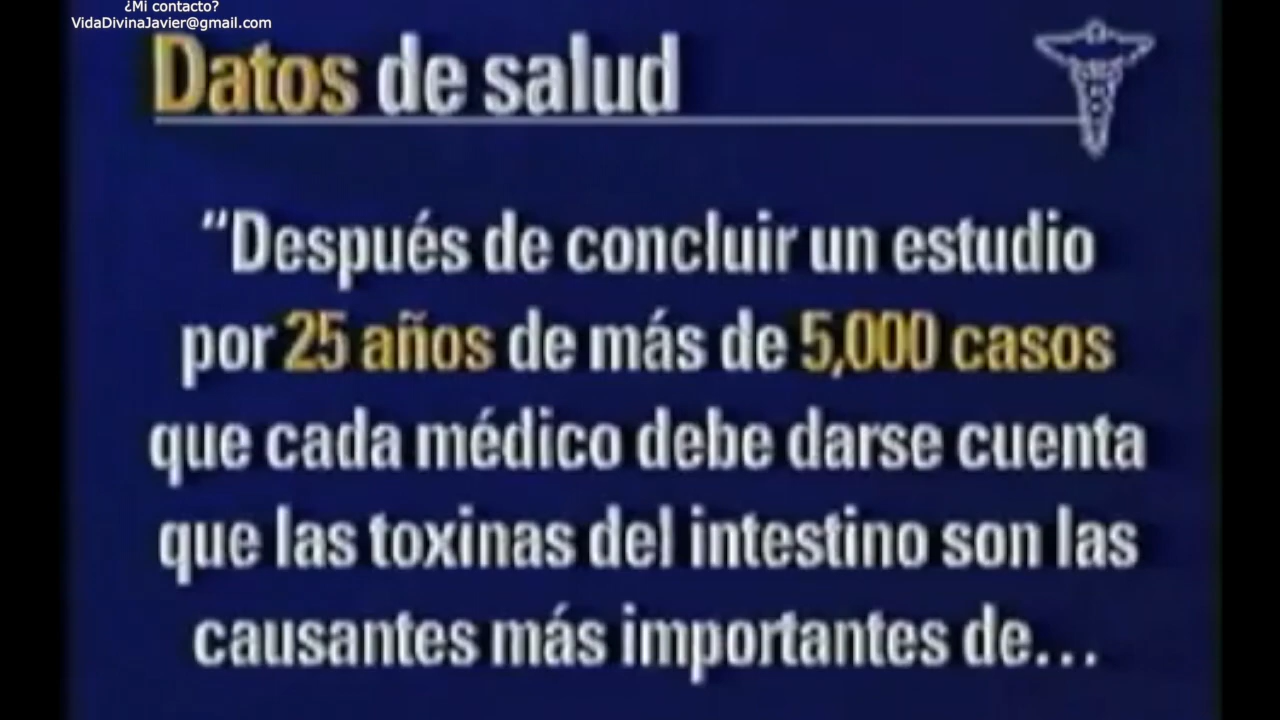 ¿Mi contacto?
VidaDivinaJavier@gmail.com
Datos de salud
“Después de concluir un estudio
por 25 años de más de 5,000 casos
que cada médico debe darse cuenta
que las toxinas del intestino son las
causantes más importantes de...